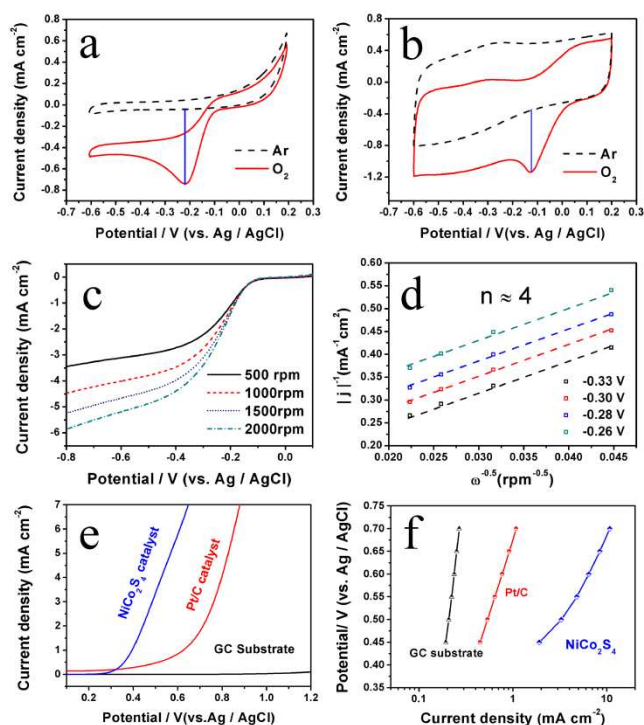 a
Current density (mA cm⁻²)
0.8
0.6
0.4
0.2
0.0
-0.2
-0.4
-0.6
-0.8
Ar
O₂
-0.7 -0.6 -0.5 -0.4 -0.3 -0.2 -0.1 0.0 0.1 0.2 0.3
Potential / V (vs. Ag / AgCl)
b
Current density (mA cm⁻²)
0.8
0.4
0.0
-0.4
-0.8
-1.2
Ar
O₂
-0.7 -0.6 -0.5 -0.4 -0.3 -0.2 -0.1 0.0 0.1 0.2 0.3
Potential / V(vs. Ag / AgCl)
c
Current density (mA cm⁻²)
0
-1
-2
-3
-4
-5
-6
500 rpm
1000rpm
1500rpm
2000rpm
-0.8 -0.6 -0.4 -0.2 0.0
Potential / V (vs. Ag / AgCl)
d
n ≈ 4
| j |⁻¹(mA⁻¹cm²)
0.60
0.55
0.50
0.45
0.40
0.35
0.30
0.25
0.20
-0.33 V
-0.30 V
-0.28 V
-0.26 V
0.020 0.025 0.030 0.035 0.040 0.045
ω⁻⁰·⁵(rpm⁻⁰·⁵)
e
Current density (mA cm⁻²)
7
6
5
4
3
2
1
0
NiCo₂S₄ catalyst
Pt/C catalyst
GC Substrate
0.2 0.4 0.6 0.8 1.0 1.2
Potential / V(vs.Ag / AgCl)
f
Potential/ V (vs. Ag / AgCl)
0.75
0.70
0.65
0.60
0.55
0.50
0.45
0.40
0.35
GC substrate
Pt/C
NiCo₂S₄
0.1 1 10
Current density (mA cm⁻²)